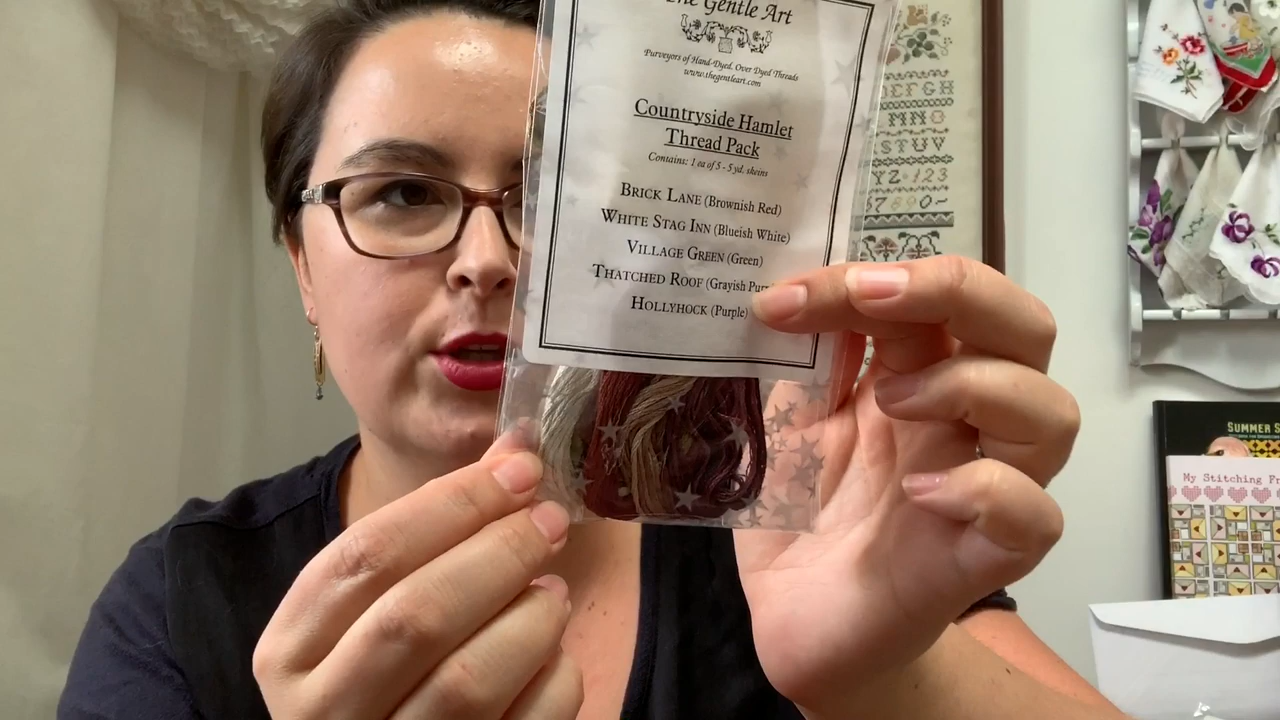 The Gentle Art
Purveyors of Hand-Dyed, Over Dyed Threads
www.thegentleart.com
Countryside Hamlet
Thread Pack
Contains: 1 ea of 5 - 5 yd. skeins
BRICK LANE (Brownish Red)
WHITE STAG INN (Blueish White)
VILLAGE GREEN (Green)
THATCHED ROOF (Grayish
HOLLYHOCK (Purple)
SUMMER
My Stitching